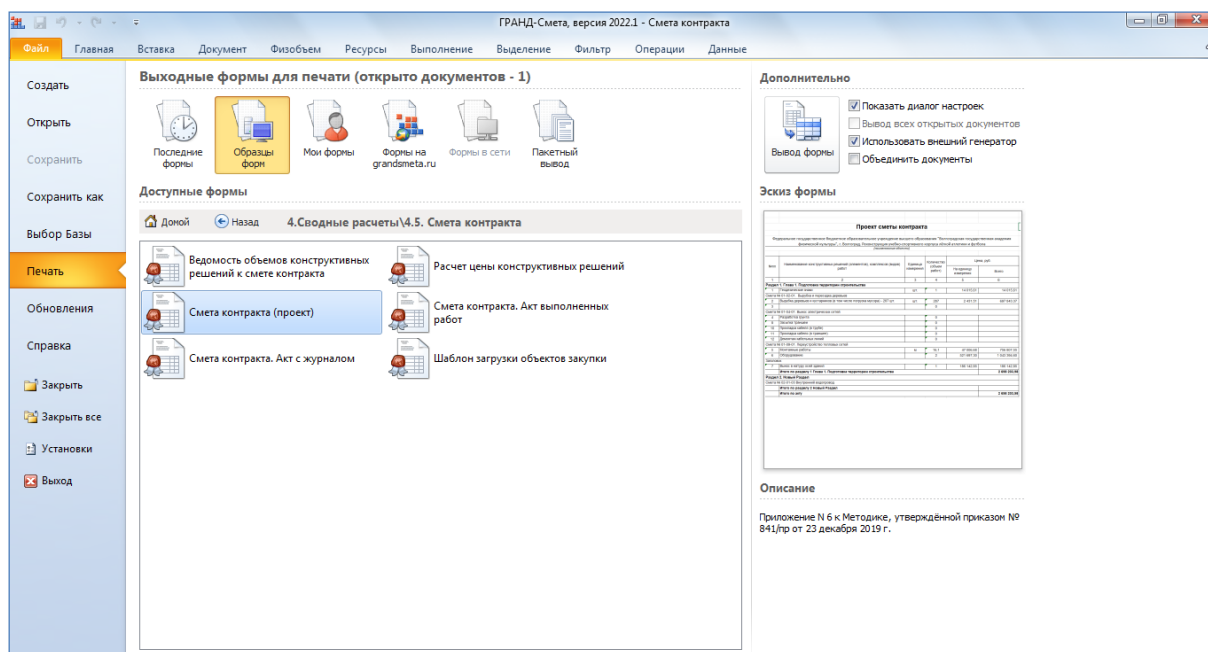 ГРАНД-Смета, версия 2022.1 - Смета контракта
Файл Главная Вставка Документ Физобъем Ресурсы Выполнение Выделение Фильтр Операции Данные
Создать
Открыть
Сохранить
Сохранить как
Выбор Базы
Печать
Обновления
Справка
Закрыть
Закрыть все
Установки
Выход
Выходные формы для печати (открыто документов - 1)
Последние формы
Образцы форм
Мои формы
Формы на grandsmeta.ru
Формы в сети
Пакетный вывод
Доступные формы
Домой Назад 4.Сводные расчеты\4.5. Смета контракта
Ведомость объемов конструктивных
решений к смете контракта
Расчет цены конструктивных решений
Смета контракта (проект)
Смета контракта. Акт выполненных
работ
Смета контракта. Акт с журналом
Шаблон загрузки объектов закупки
Дополнительно
Вывод формы
Показать диалог настроек
Вывод всех открытых документов
Использовать внешний генератор
Объединить документы
Эскиз формы
Проект сметы контракта
Описание
Приложение N 6 к Методике, утверждённой приказом №
841/пр от 23 декабря 2019 г.